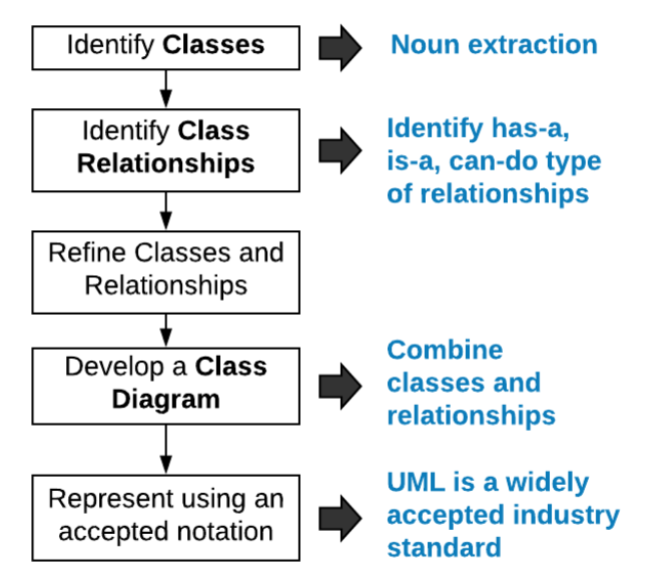 Identify Classes
Noun extraction
Identify Class
Relationships
Identify has-a,
is-a, can-do type
of relationships
Refine Classes and
Relationships
Develop a Class
Diagram
Combine
classes and
relationships
Represent using an
accepted notation
UML is a widely
accepted industry
standard